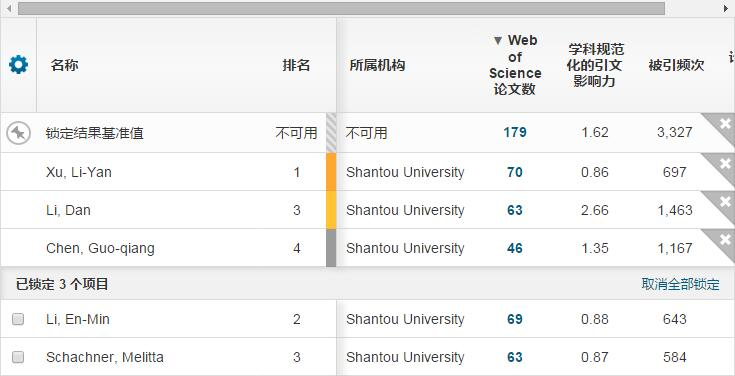 名称 排名 所属机构 ▼ Web of Science 论文数 学科规范化的引文影响力 被引频次
锁定结果基准值 不可用 不可用 179 1.62 3,327
Xu, Li-Yan 1 Shantou University 70 0.86 697
Li, Dan 3 Shantou University 63 2.66 1,463
Chen, Guo-qiang 4 Shantou University 46 1.35 1,167
已锁定 3 个项目 取消全部锁定
Li, En-Min 2 Shantou University 69 0.88 643
Schachner, Melitta 3 Shantou University 63 0.87 584